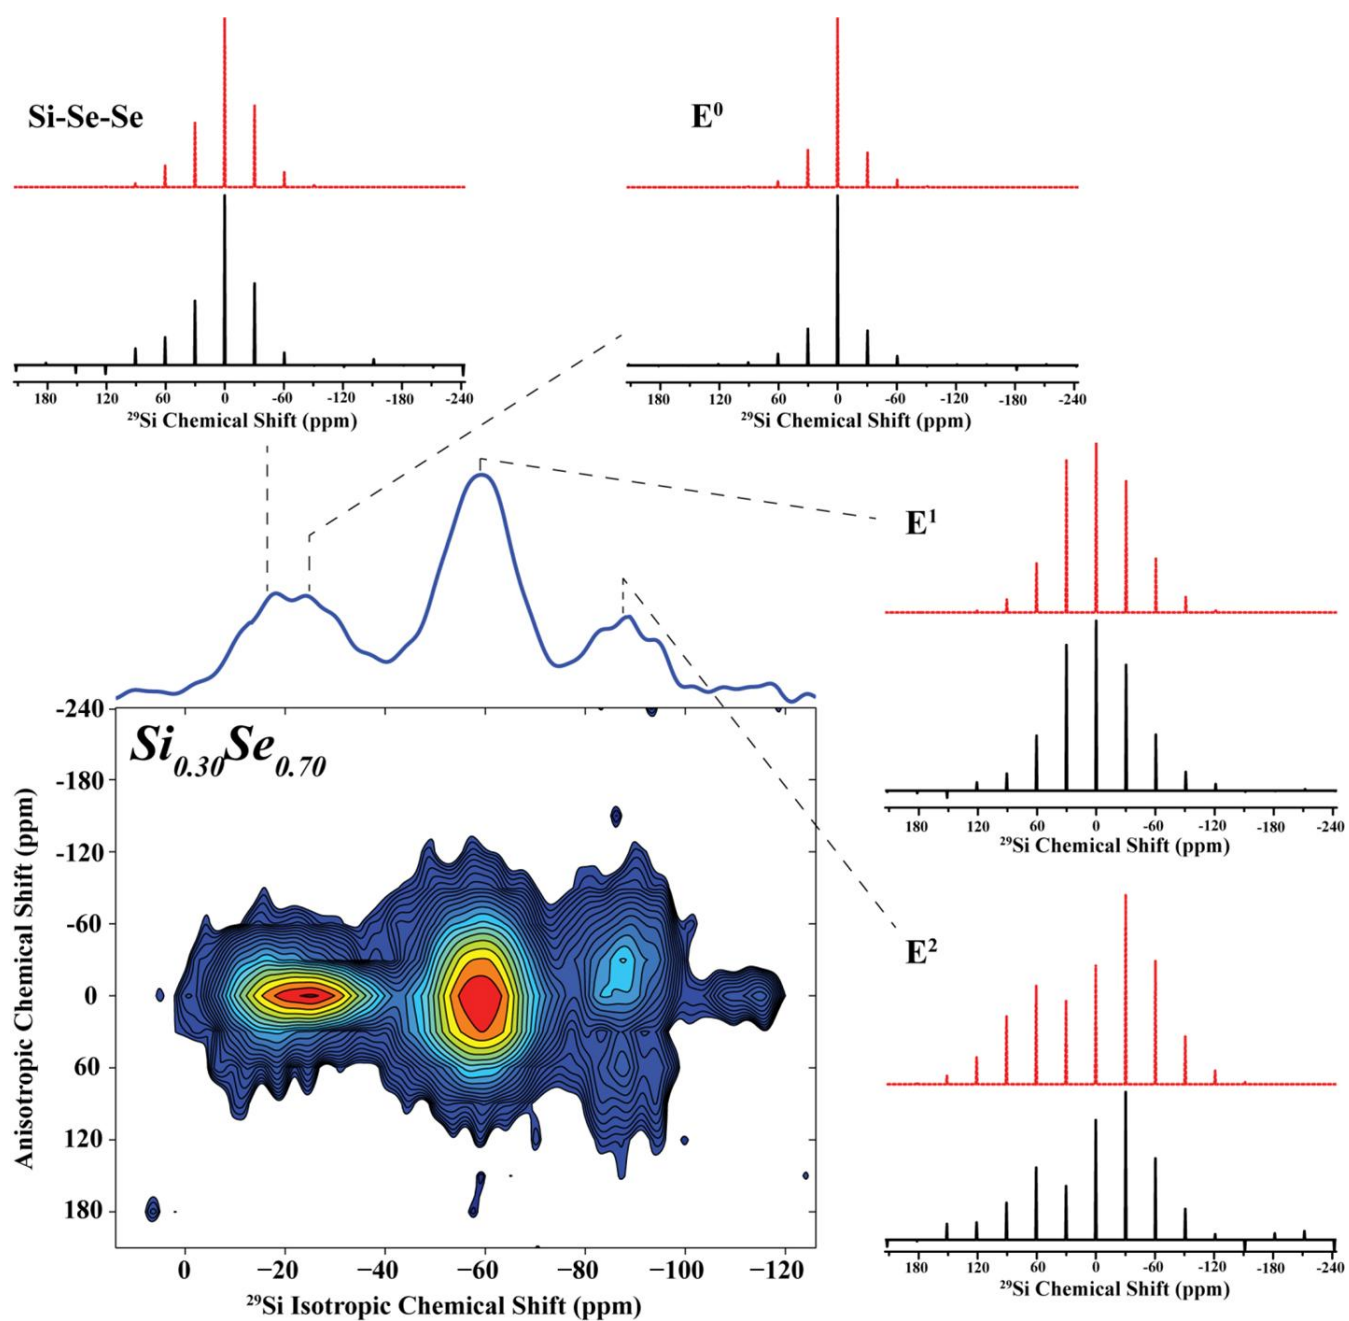 Si-Se-Se
180 120 60 0 -60 -120 -180 -240
²⁹Si Chemical Shift (ppm)
E⁰
180 120 60 0 -60 -120 -180 -240
²⁹Si Chemical Shift (ppm)
E¹
180 120 60 0 -60 -120 -180 -240
²⁹Si Chemical Shift (ppm)
E²
180 120 60 0 -60 -120 -180 -240
²⁹Si Chemical Shift (ppm)
Si₀.₃₀Se₀.₇₀
-240
-180
-120
-60
0
60
120
180
Anisotropic Chemical Shift (ppm)
0 −20 −40 −60 −80 −100 −120
²⁹Si Isotropic Chemical Shift (ppm)